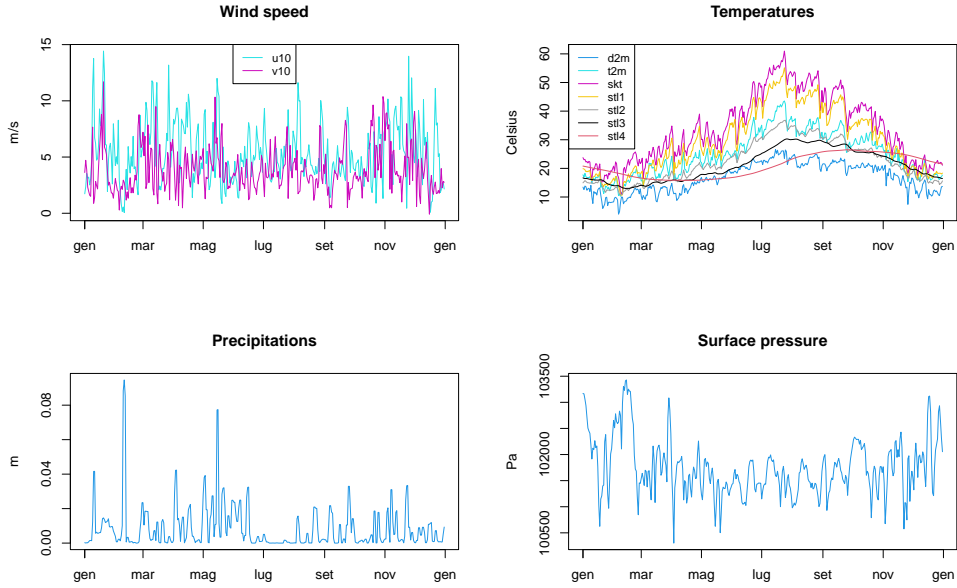 Wind speed
m/s
15
10
5
0
u10
v10
gen
mar
mag
lug
set
nov
gen
Temperatures
Celsius
60
50
40
30
20
10
d2m
t2m
skt
stl1
stl2
stl3
stl4
gen
mar
mag
lug
set
nov
gen
Precipitations
m
0.08
0.04
0.00
gen
mar
mag
lug
set
nov
gen
Surface pressure
Pa
103500
102000
100500
gen
mar
mag
lug
set
nov
gen